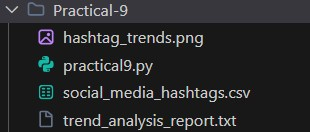 Practical-9
hashtag_trends.png
practical9.py
social_media_hashtags.csv
trend_analysis_report.txt